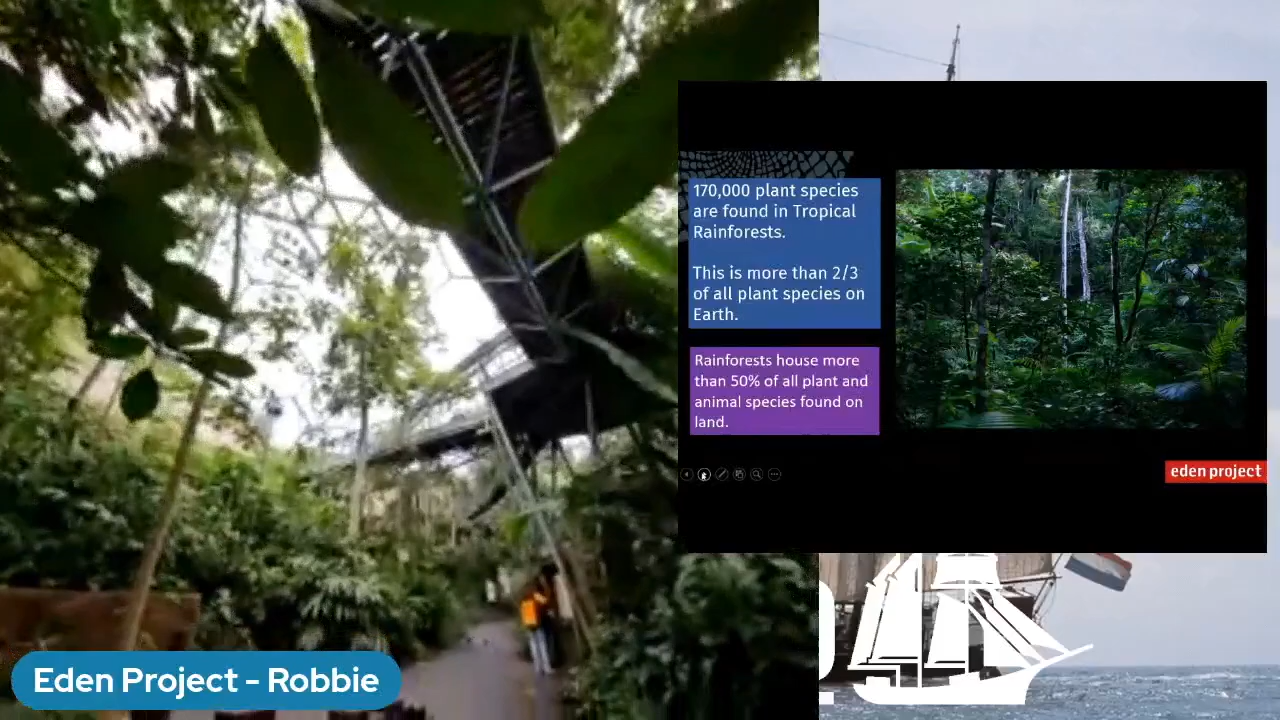 170,000 plant species
are found in Tropical
Rainforests.
This is more than 2/3
of all plant species on
Earth.
Rainforests house more
than 50% of all plant and
animal species found on
land.
eden project
Eden Project - Robbie